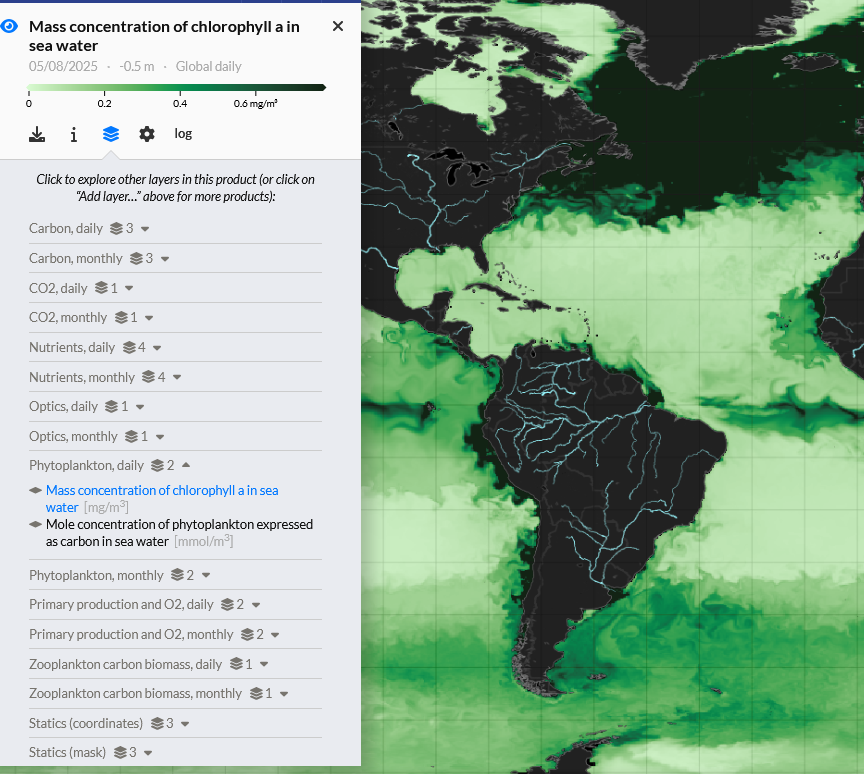 Mass concentration of chlorophyll a in
sea water
05/08/2025 · -0.5 m · Global daily
0 0.2 0.4 0.6 mg/m³
log
Click to explore other layers in this product (or click on
“Add layer...” above for more products):
Carbon, daily 3
Carbon, monthly 3
CO2, daily 1
CO2, monthly 1
Nutrients, daily 4
Nutrients, monthly 4
Optics, daily 1
Optics, monthly 1
Phytoplankton, daily 2
Mass concentration of chlorophyll a in sea
water [mg/m³]
Mole concentration of phytoplankton expressed
as carbon in sea water [mmol/m³]
Phytoplankton, monthly 2
Primary production and O2, daily 2
Primary production and O2, monthly 2
Zooplankton carbon biomass, daily 1
Zooplankton carbon biomass, monthly 1
Statics (coordinates) 3
Statics (mask) 3